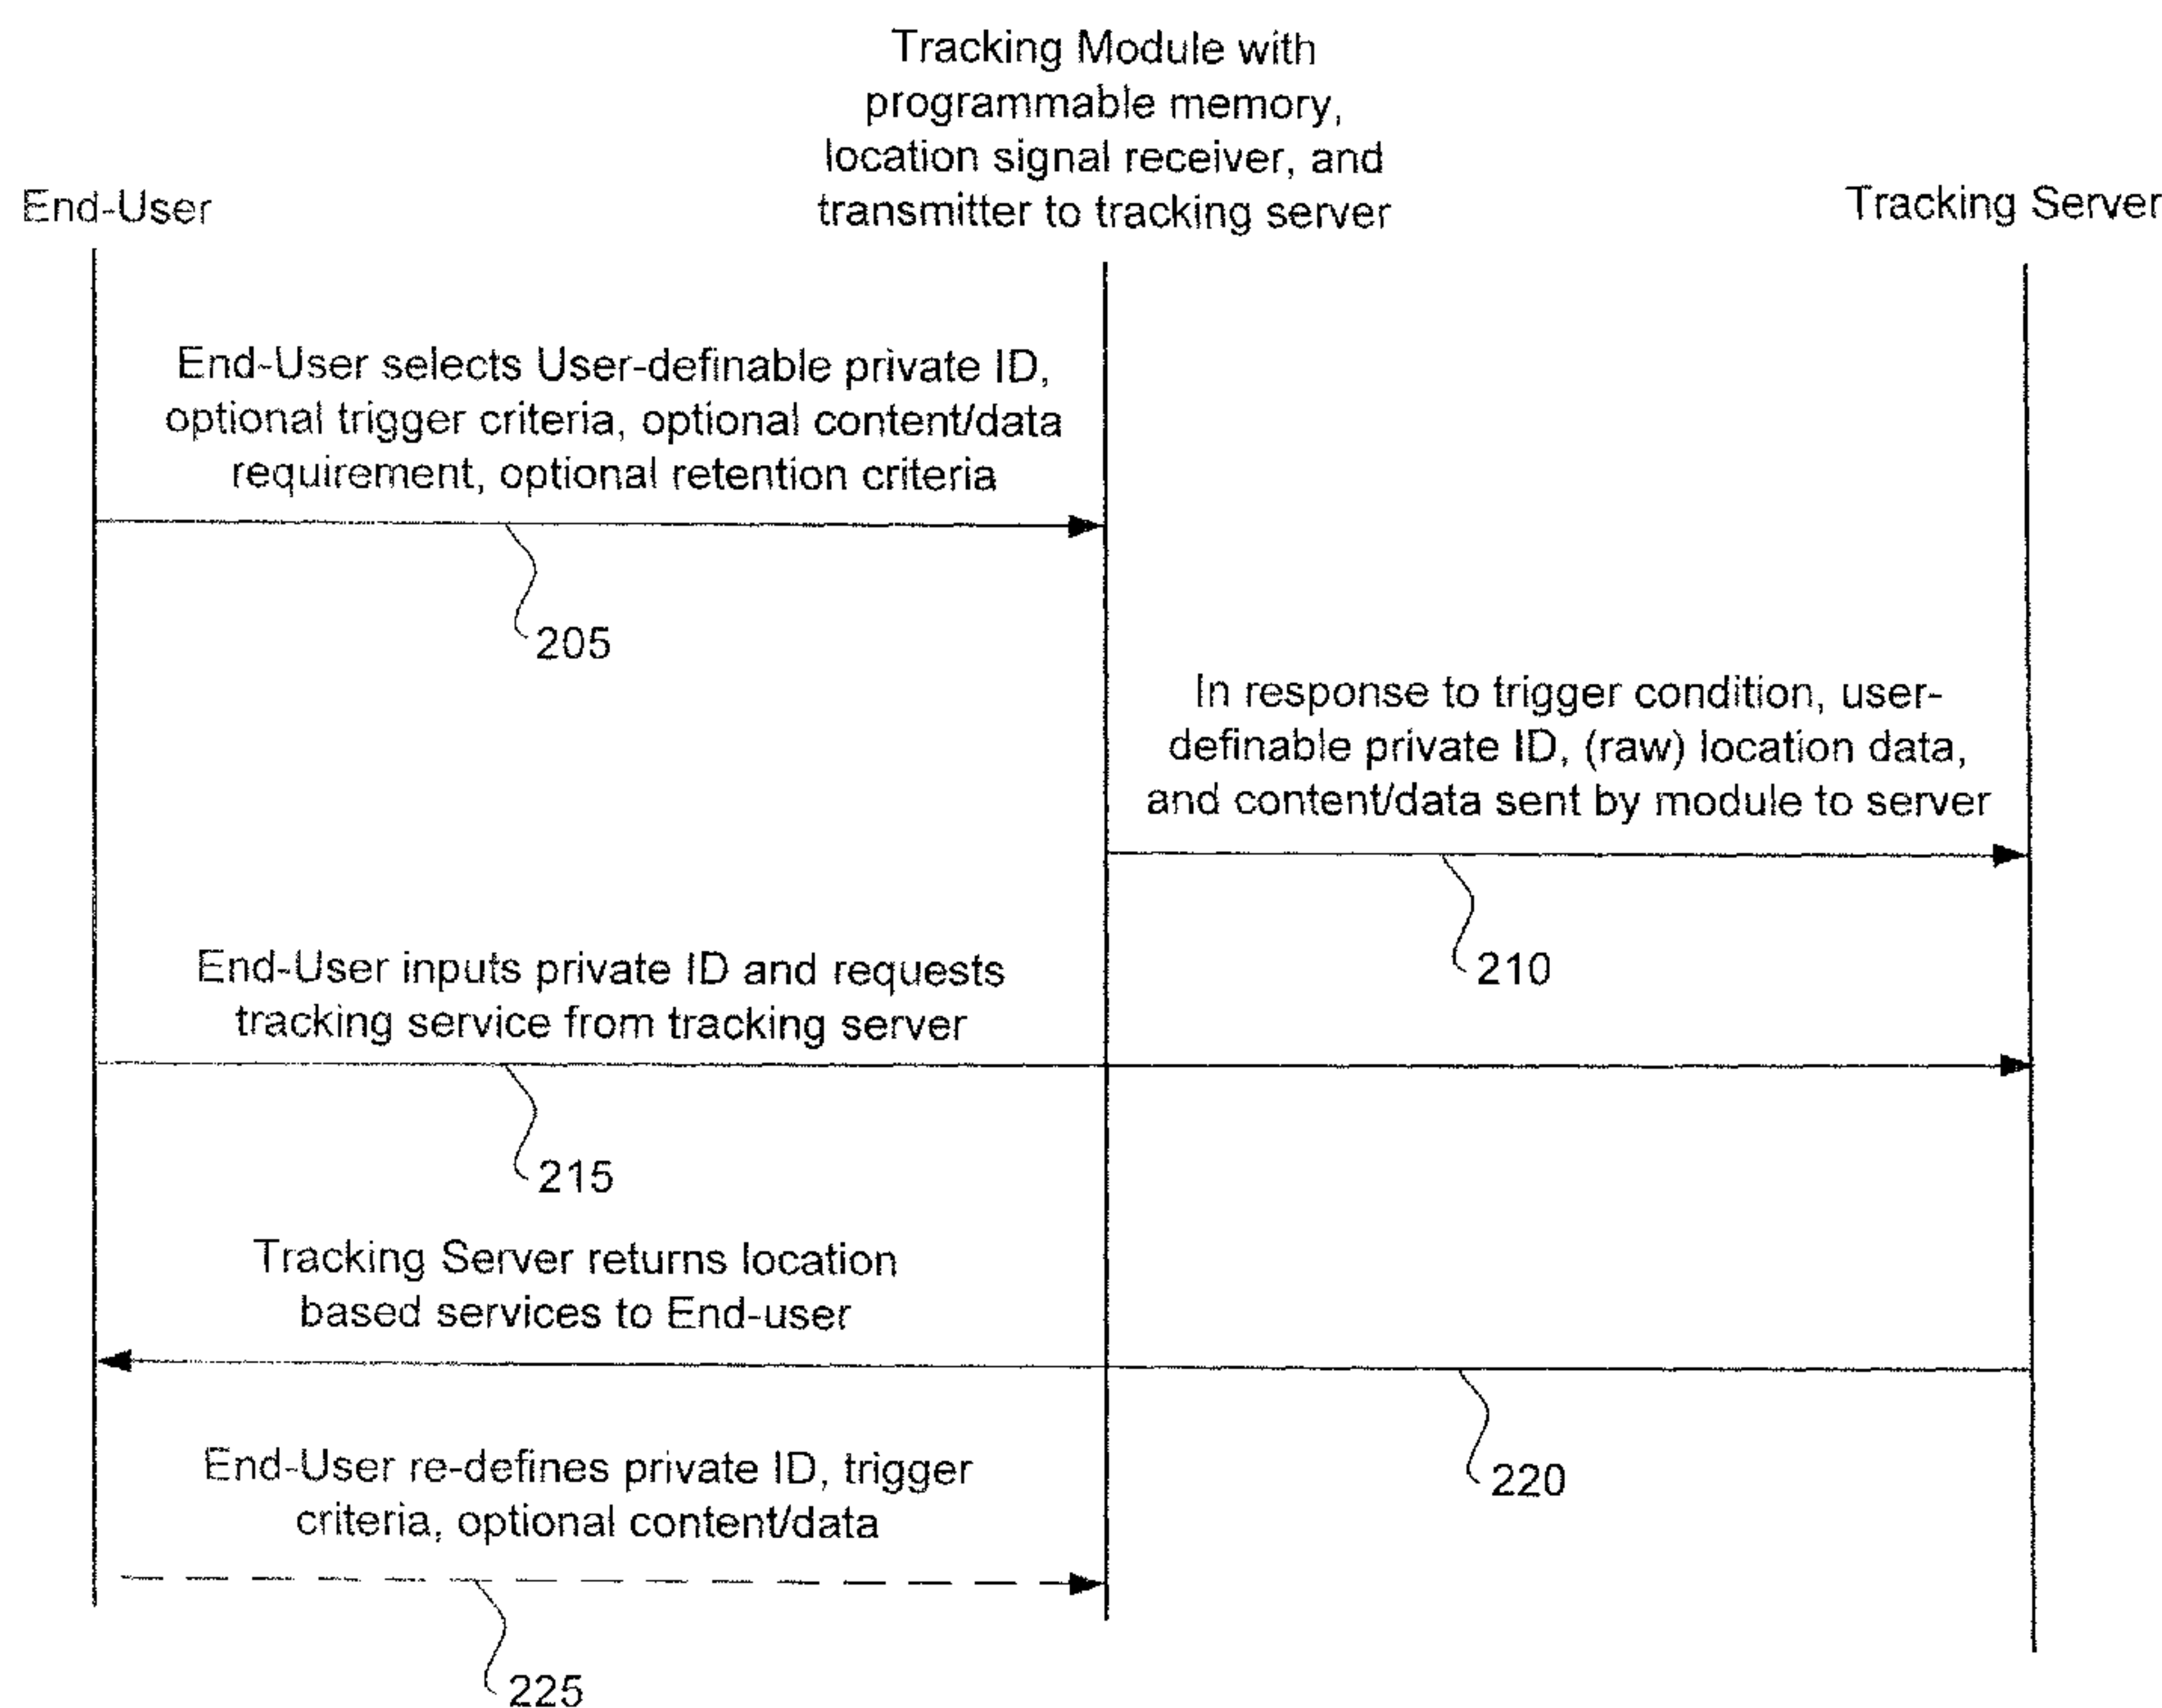 Tracking Module with
programmable memory,
location signal receiver, and
transmitter to tracking server
End-User
Tracking Server
End-User selects User-definable private ID,
optional trigger criteria, optional content/data
requirement, optional retention criteria
205
In response to trigger condition, user-
definable private ID, (raw) location data,
and content/data sent by module to server
210
End-User inputs private ID and requests
tracking service from tracking server
215
Tracking Server returns location
based services to End-user
220
End-User re-defines private ID, trigger
criteria, optional content/data
225